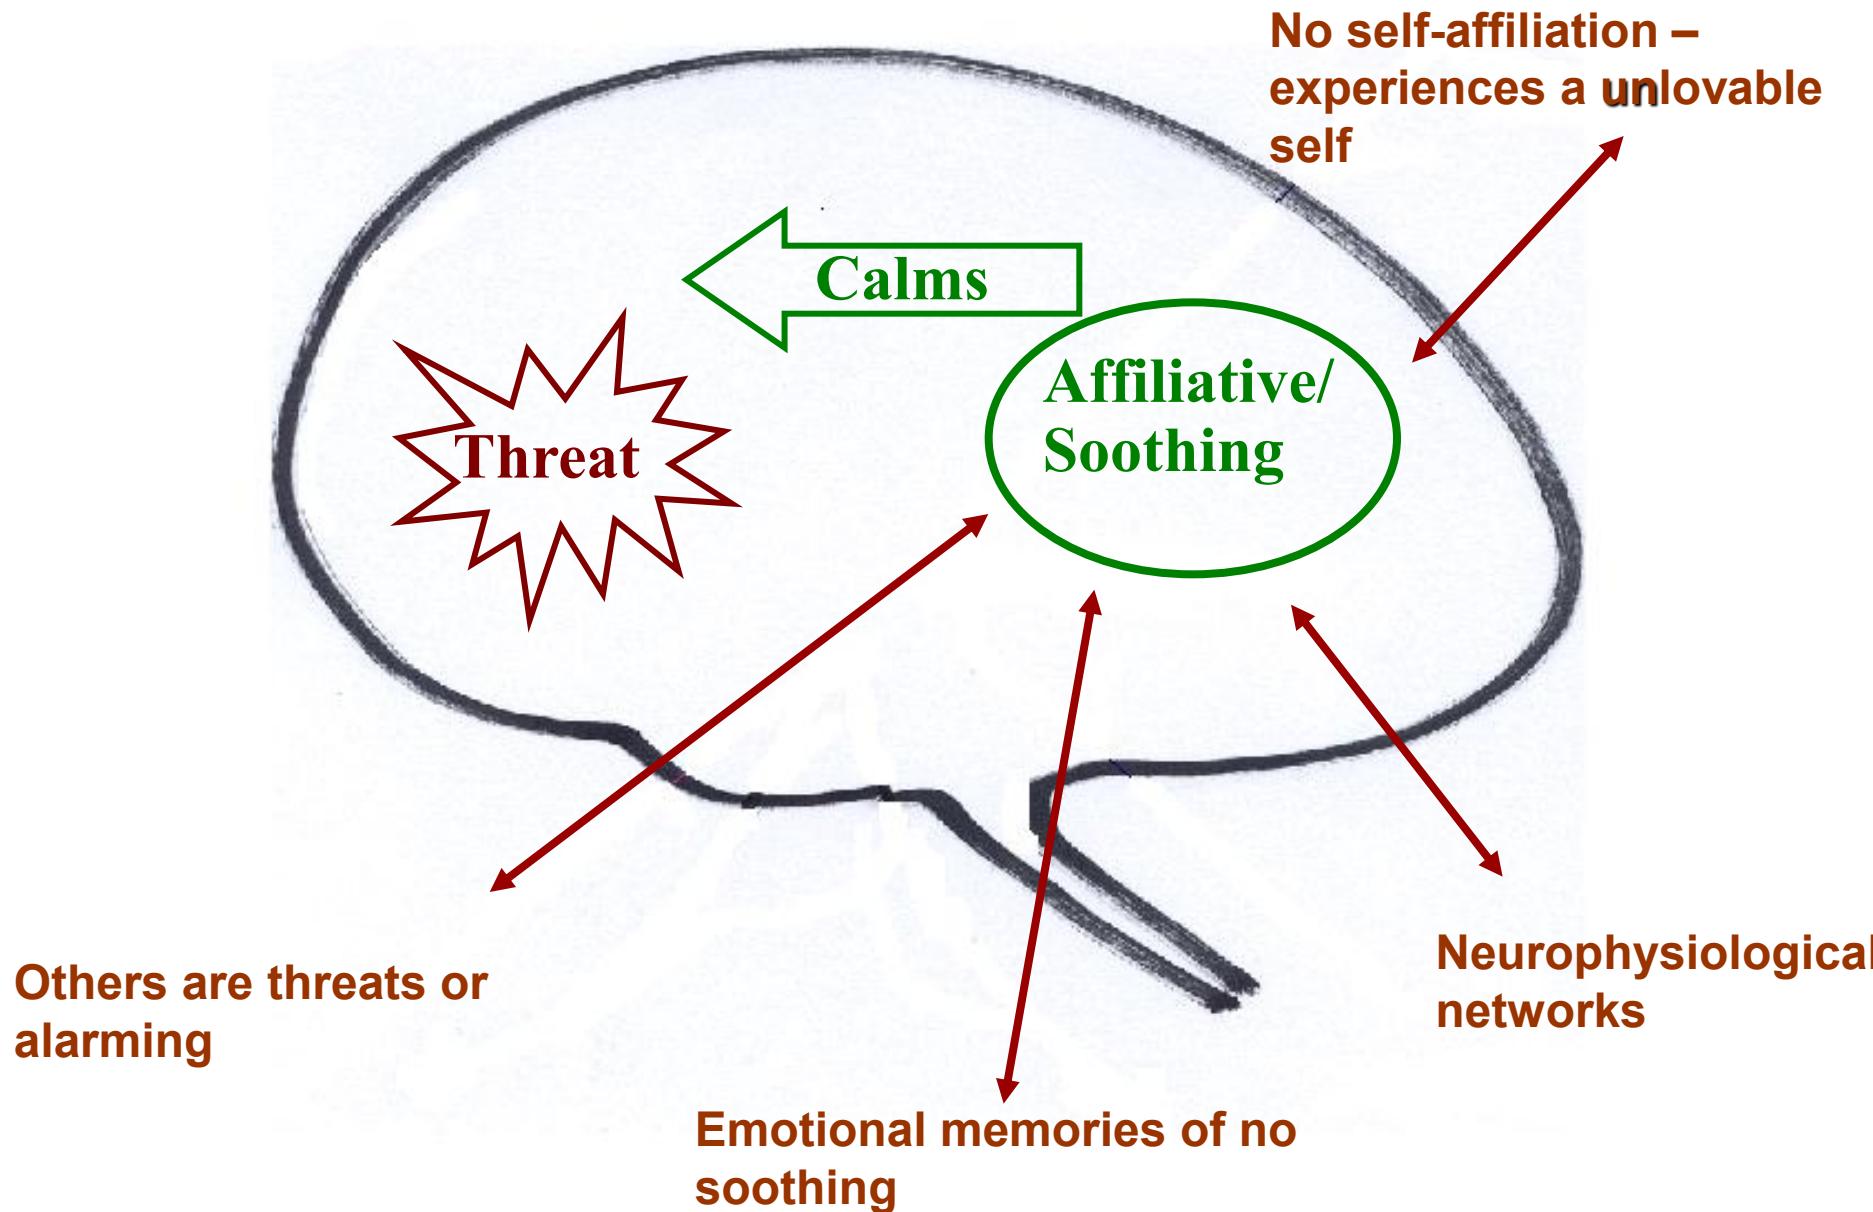 No self-affiliation –
experiences a unlovable
self
Calms
Affiliative/
Soothing
Threat
Others are threats or
alarming
Neurophysiological
networks
Emotional memories of no
soothing